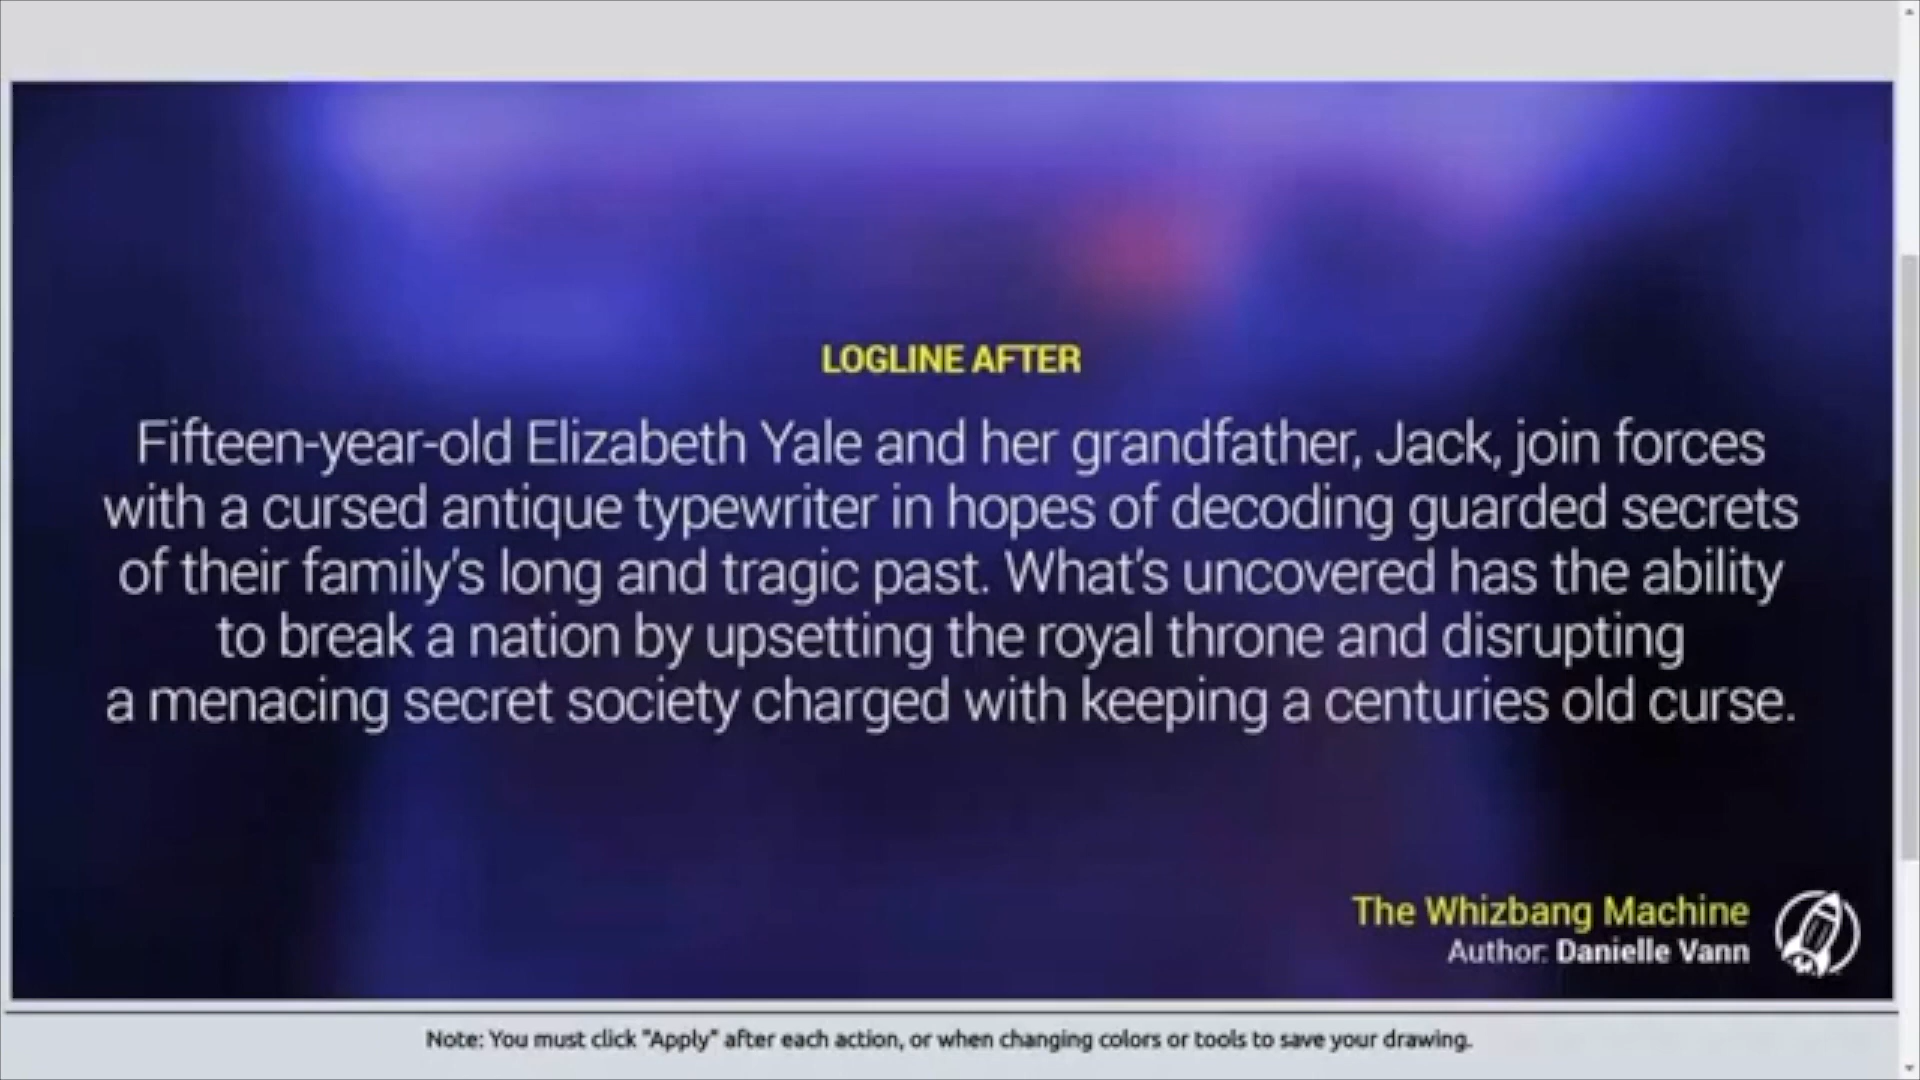 LOGLINE AFTER
Fifteen-year-old Elizabeth Yale and her grandfather, Jack, join forces
with a cursed antique typewriter in hopes of decoding guarded secrets
of their family's long and tragic past. What's uncovered has the ability
to break a nation by upsetting the royal throne and disrupting
a menacing secret society charged with keeping a centuries old curse.
The Whizbang Machine
Author: Danielle Vann
Note: You must click "Apply" after each action, or when changing colors or tools to save your drawing.